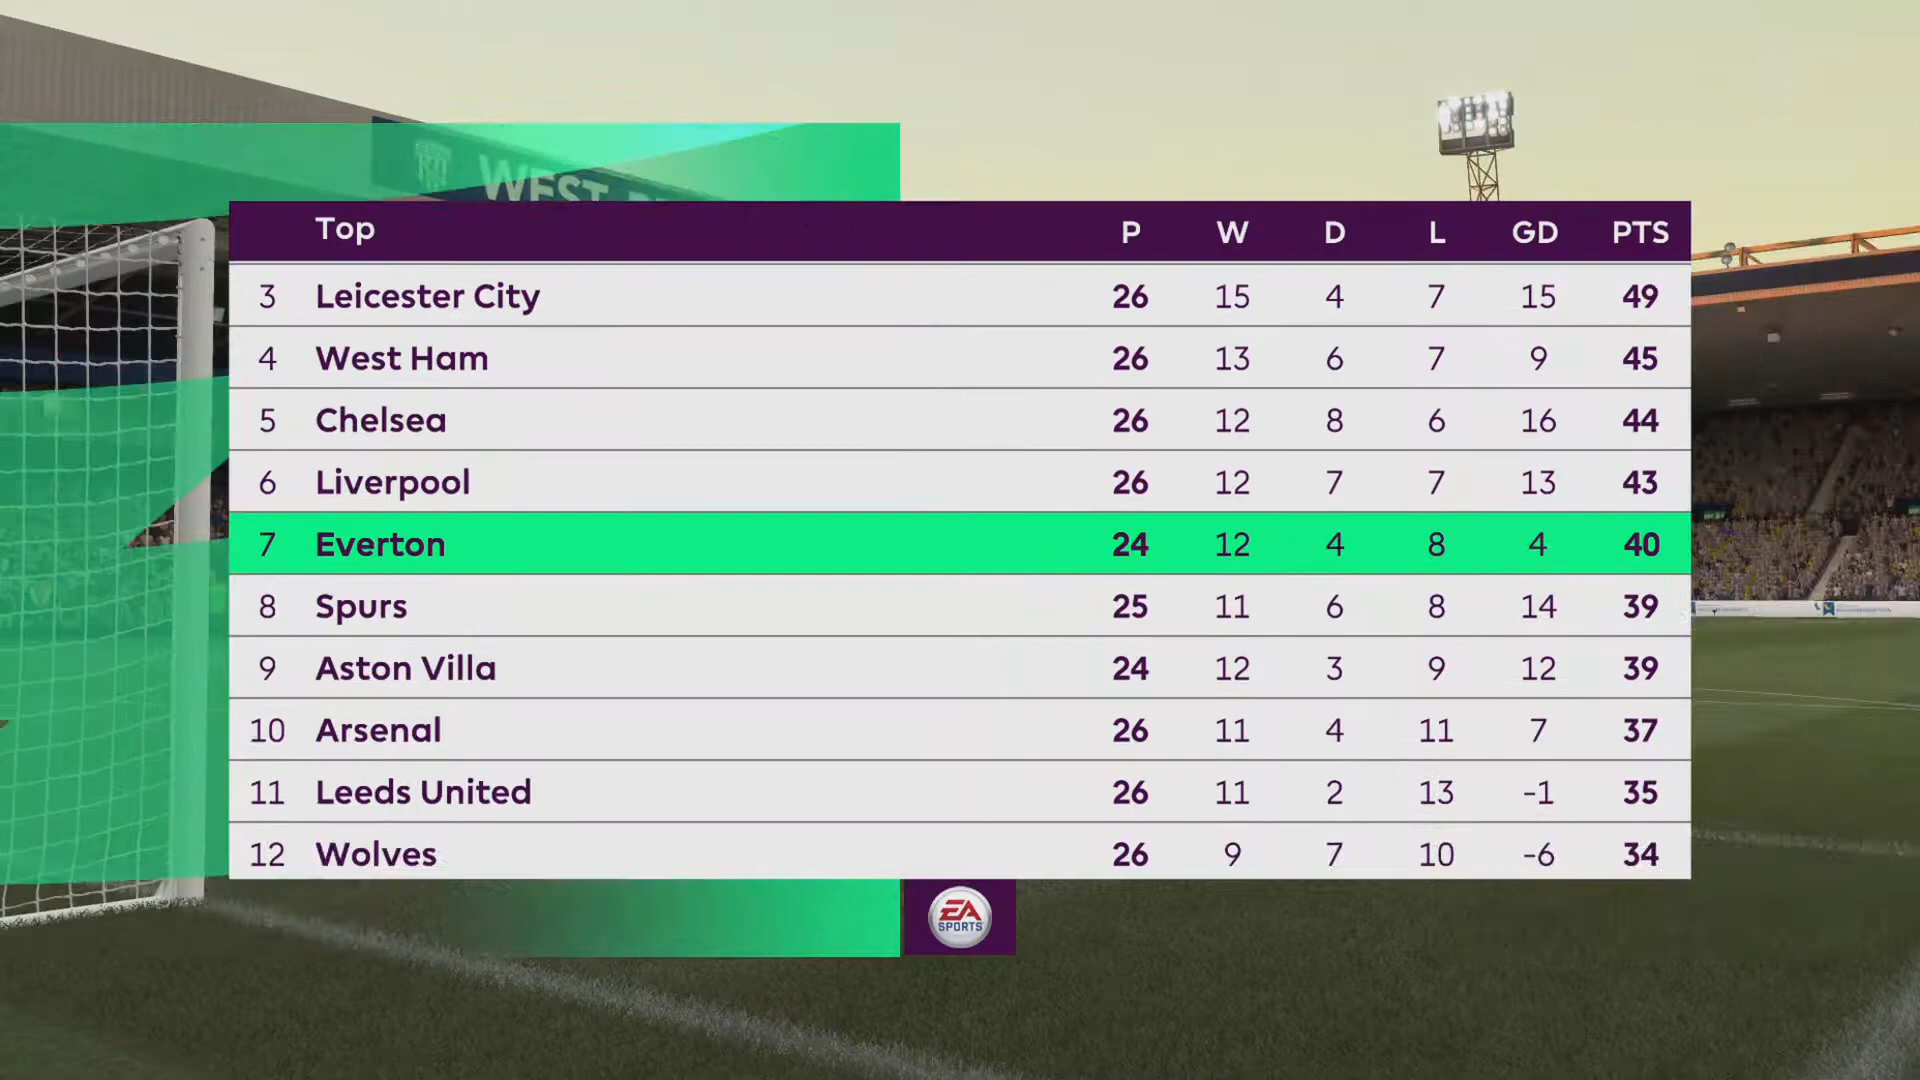 WEST
Top P W D L GD PTS
3 Leicester City 26 15 4 7 15 49
4 West Ham 26 13 6 7 9 45
5 Chelsea 26 12 8 6 16 44
6 Liverpool 26 12 7 7 13 43
7 Everton 24 12 4 8 4 40
8 Spurs 25 11 6 8 14 39
9 Aston Villa 24 12 3 9 12 39
10 Arsenal 26 11 4 11 7 37
11 Leeds United 26 11 2 13 -1 35
12 Wolves 26 9 7 10 -6 34
EA
SPORTS